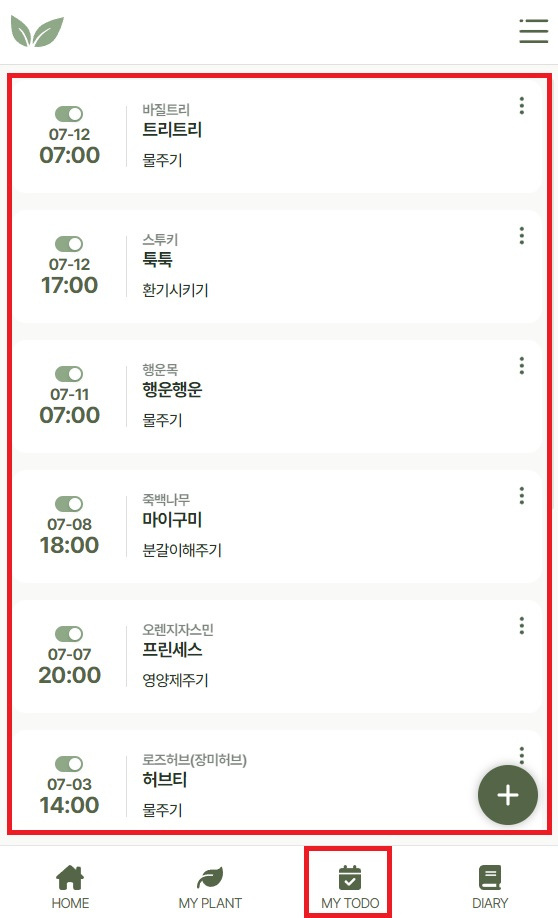 바질트리
07-12
트리트리
07:00
물주기
스투키
07-12
툭툭
17:00
환기시키기
행운목
07-11
행운행운
07:00
물주기
죽백나무
07-08
마이구미
18:00
분갈이해주기
오렌지자스민
07-07
프린세스
20:00
영양제주기
로즈허브(장미허브)
07-03
허브티
14:00
물주기
HOME
MY PLANT
MY TODO
DIARY